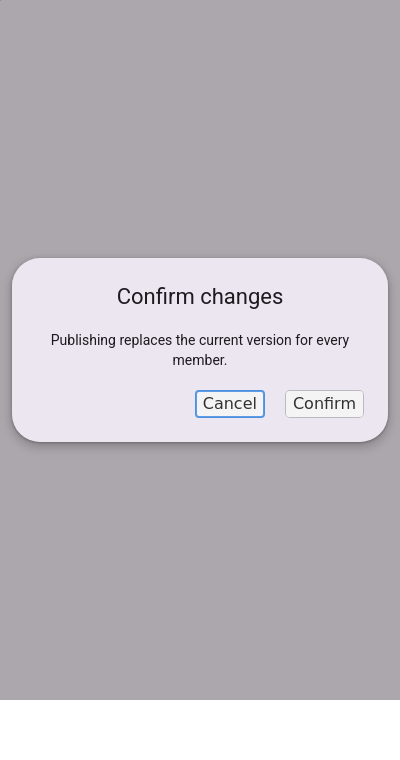 Confirm changes
Publishing replaces the current version for every
member.
Cancel
Confirm